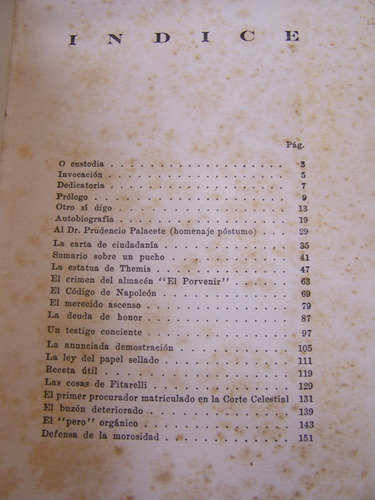 INDICE
Pág.
O custodia . . . . . . . . . . . . . . . . . . . 3
Invocación . . . . . . . . . . . . . . . . . . . 5
Dedicatoria . . . . . . . . . . . . . . . . . . 7
Prólogo . . . . . . . . . . . . . . . . . . . . 9
Otro sí digo . . . . . . . . . . . . . . . . . . 13
Autobiografía . . . . . . . . . . . . . . . . . 19
Al Dr. Prudencio Palacete (homenaje póstumo) . . 29
La carta de ciudadanía . . . . . . . . . . . . . 35
Sumario sobre un pucho . . . . . . . . . . . . . 41
La estatua de Themis . . . . . . . . . . . . . . 47
El crimen del almacén "El Porvenir" . . . . . . . 63
El Código de Napoleón . . . . . . . . . . . . . 69
El merecido ascenso . . . . . . . . . . . . . . 79
La deuda de honor . . . . . . . . . . . . . . . 87
Un testigo conciente . . . . . . . . . . . . . . 97
La anunciada demostración . . . . . . . . . . . 105
La ley del papel sellado . . . . . . . . . . . . 111
Receta útil . . . . . . . . . . . . . . . . . . 119
Las cosas de Fitarelli . . . . . . . . . . . . . 129
El primer procurador matriculado en la Corte Celestial 131
El buzón deteriorado . . . . . . . . . . . . . . 139
El "pero" orgánico . . . . . . . . . . . . . . . 143
Defensa de la morosidad . . . . . . . . . . . . 151